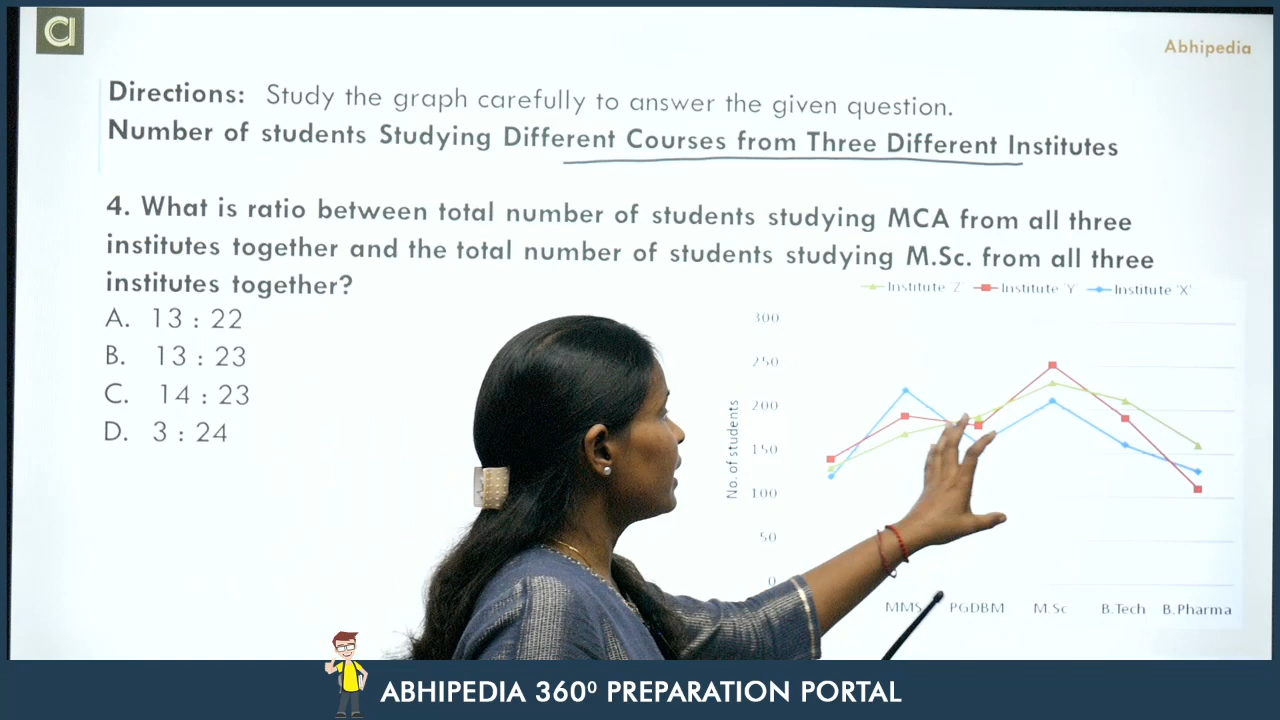 a
Abhipedia
Directions: Study the graph carefully to answer the given question.
Number of students Studying Different Courses from Three Different Institutes
4. What is ratio between total number of students studying MCA from all three
institutes together and the total number of students studying M.Sc. from all three
institutes together?
A. 13 : 22
B. 13 : 23
C. 14 : 23
D. 3 : 24
Institute 'Z' Institute 'Y' Institute 'X'
300
250
200
150
100
50
0
No. of students
MMS PGDBM M Sc B.Tech B.Pharma
ABHIPEDIA 360⁰ PREPARATION PORTAL